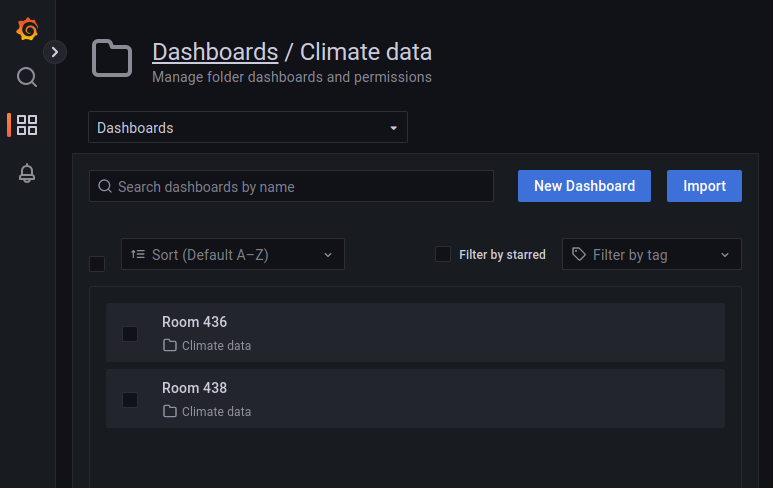 Dashboards / Climate data
Manage folder dashboards and permissions
Dashboards
Search dashboards by name
New Dashboard
Import
Sort (Default A–Z)
Filter by starred
Filter by tag
Room 436
Climate data
Room 438
Climate data